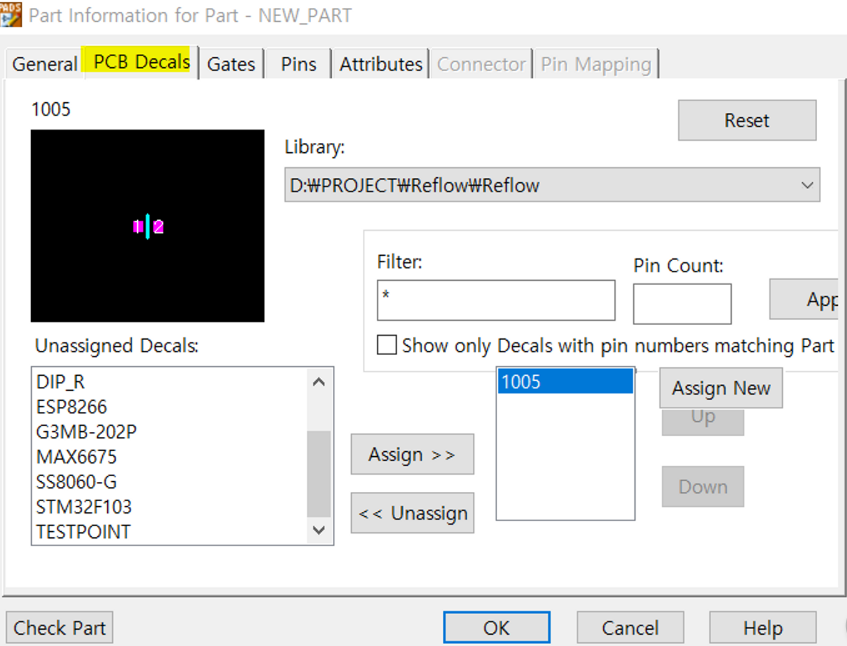 PADS
Part Information for Part - NEW_PART
General PCB Decals Gates Pins Attributes Connector Pin Mapping
1005
Reset
Library:
D:₩PROJECT₩Reflow₩Reflow
1 2
Filter:
Pin Count:
*
App
Show only Decals with pin numbers matching Part
Unassigned Decals:
DIP_R
ESP8266
G3MB-202P
MAX6675
SS8060-G
STM32F103
TESTPOINT
Assign >>
<< Unassign
1005
Assign New
Up
Down
Check Part
OK
Cancel
Help